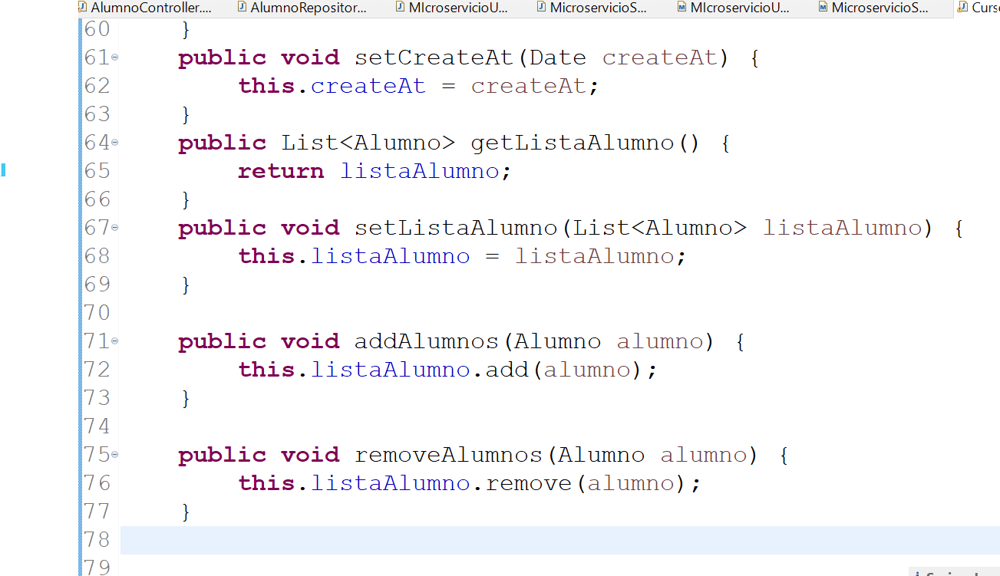 AlumnoController.... AlumnoRepositor... MIcroservicioU... MicroservicioS... MIcroservicioU... MicroservicioS... Curso
60 }
61 public void setCreateAt(Date createAt) {
62 this.createAt = createAt;
63 }
64 public List<Alumno> getListaAlumno() {
65 return listaAlumno;
66 }
67 public void setListaAlumno(List<Alumno> listaAlumno) {
68 this.listaAlumno = listaAlumno;
69 }
70
71 public void addAlumnos(Alumno alumno) {
72 this.listaAlumno.add(alumno);
73 }
74
75 public void removeAlumnos(Alumno alumno) {
76 this.listaAlumno.remove(alumno);
77 }
78
79